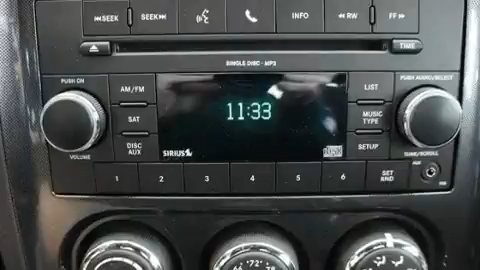 |◄◄SEEK
SEEK►►|
INFO
◄◄ RW
FF ►►
TIME
SINGLE DISC - MP3
PUSH ON
VOLUME
AM/FM
SAT
DISC
AUX
11:33
SIRIUS
LIST
MUSIC
TYPE
SETUP
PUSH AUDIO/SELECT
TUNE/SCROLL
1
2
3
4
5
6
SET
RND
72